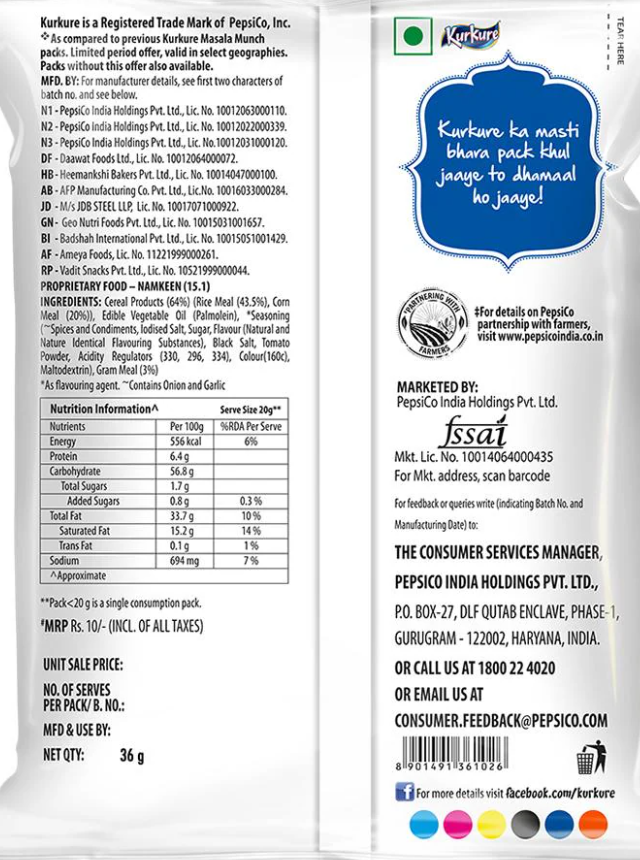 Kurkure is a Registered Trade Mark of PepsiCo, Inc.
❖As compared to previous Kurkure Masala Munch
packs. Limited period offer, valid in select geographies.
Packs without this offer also available.
MFD. BY: For manufacturer details, see first two characters of
batch no. and see below.
N1 - PepsiCo India Holdings Pvt. Ltd., Lic. No. 10012063000110.
N2 - PepsiCo India Holdings Pvt. Ltd., Lic. No. 10012022000339.
N3 - PepsiCo India Holdings Pvt. Ltd., Lic. No. 10012031000120.
DF - Daawat Foods Ltd., Lic. No. 10012064000072.
HB - Heemankshi Bakers Pvt. Ltd., Lic. No. 10014047000100.
AB - AFP Manufacturing Co. Pvt. Ltd., Lic.No. 10016033000284.
JD - M/s JDB STEEL LLP, Lic. No. 10017071000922.
GN - Geo Nutri Foods Pvt. Ltd., Lic. No. 10015031001657.
BI - Badshah International Pvt. Ltd., Lic. No. 10015051001429.
AF - Ameya Foods, Lic. No. 11221999000261.
RP - Vadit Snacks Pvt. Ltd., Lic. No. 10521999000044.
PROPRIETARY FOOD – NAMKEEN (15.1)
INGREDIENTS: Cereal Products (64%) (Rice Meal (43.5%), Corn
Meal (20%)), Edible Vegetable Oil (Palmolein), *Seasoning
(~Spices and Condiments, Iodised Salt, Sugar, Flavour (Natural and
Nature Identical Flavouring Substances), Black Salt, Tomato
Powder, Acidity Regulators (330, 296, 334), Colour(160c),
Maltodextrin), Gram Meal (3%)
*As flavouring agent. ~Contains Onion and Garlic
Nutrition Information^ Serve Size 20g**
Nutrients Per 100g %RDA Per Serve
Energy 556 kcal 6%
Protein 6.4 g
Carbohydrate 56.8 g
Total Sugars 1.7 g
Added Sugars 0.8 g 0.3 %
Total Fat 33.7 g 10 %
Saturated Fat 15.2 g 14 %
Trans Fat 0.1 g 1 %
Sodium 694 mg 7 %
^Approximate
**Pack<20 g is a single consumption pack.
#MRP Rs. 10/- (INCL. OF ALL TAXES)
UNIT SALE PRICE:
NO. OF SERVES
PER PACK/ B. NO.:
MFD & USE BY:
NET QTY: 36 g
Kurkure
TEAR HERE
Kurkure ka masti
bhara pack khul
jaaye to dhamaal
ho jaaye!
‡PARTNERING WITH
FARMERS
‡For details on PepsiCo
partnership with farmers,
visit www.pepsicoindia.co.in
MARKETED BY:
PepsiCo India Holdings Pvt. Ltd.
fssai
Mkt. Lic. No. 10014064000435
For Mkt. address, scan barcode
For feedback or queries write (indicating Batch No. and
Manufacturing Date) to:
THE CONSUMER SERVICES MANAGER,
PEPSICO INDIA HOLDINGS PVT. LTD.,
P.O. BOX-27, DLF QUTAB ENCLAVE, PHASE-1,
GURUGRAM - 122002, HARYANA, INDIA.
OR CALL US AT 1800 22 4020
OR EMAIL US AT
CONSUMER.FEEDBACK@PEPSICO.COM
8 901491 361026
f For more details visit facebook.com/kurkure